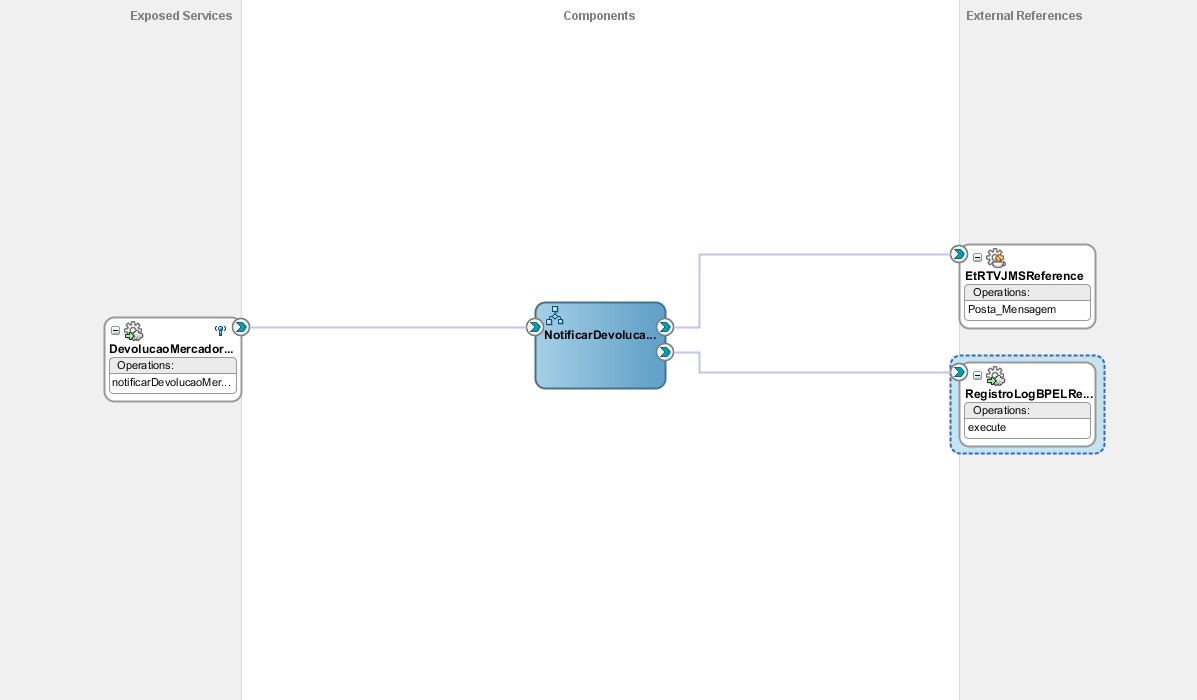 Exposed Services
Components
External References
DevolucaoMercador...
Operations:
notificarDevolucaoMer...
NotificarDevoluca...
EtRTVJMSReference
Operations:
Posta_Mensagem
RegistroLogBPELRe...
Operations:
execute